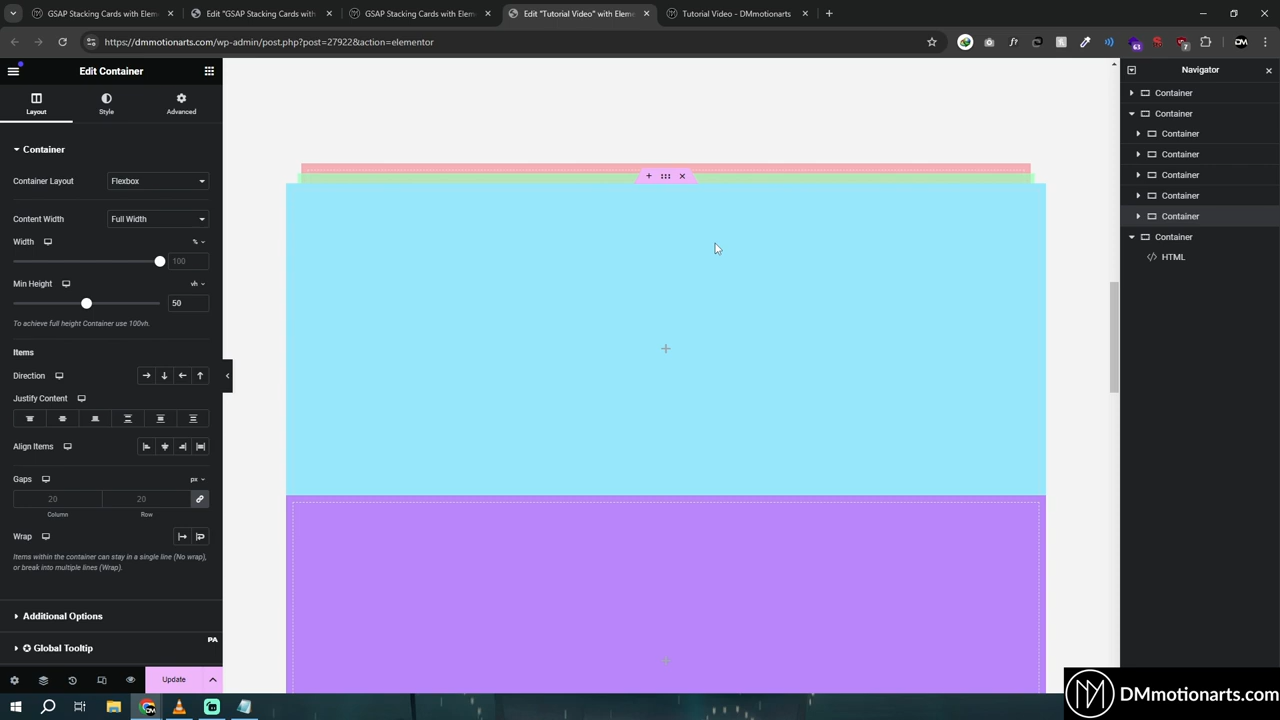 GSAP Stacking Cards with Elem
Edit "GSAP Stacking Cards with
GSAP Stacking Cards with Elem
Edit "Tutorial Video" with Eleme
Tutorial Video - DMmotionarts
https://dmmotionarts.com/wp-admin/post.php?post=27922&action=elementor
Edit Container
Layout
Style
Advanced
Container
Container Layout
Flexbox
Content Width
Full Width
Width
%
100
Min Height
vh
50
To achieve full height Container use 100vh.
Items
Direction
Justify Content
Align Items
Gaps
px
20
20
Column
Row
Wrap
Items within the container can stay in a single line (No wrap),
or break into multiple lines (Wrap).
Additional Options
PA
Global Tooltip
Update
Navigator
Container
Container
Container
Container
Container
Container
Container
Container
HTML
DMmotionarts.com